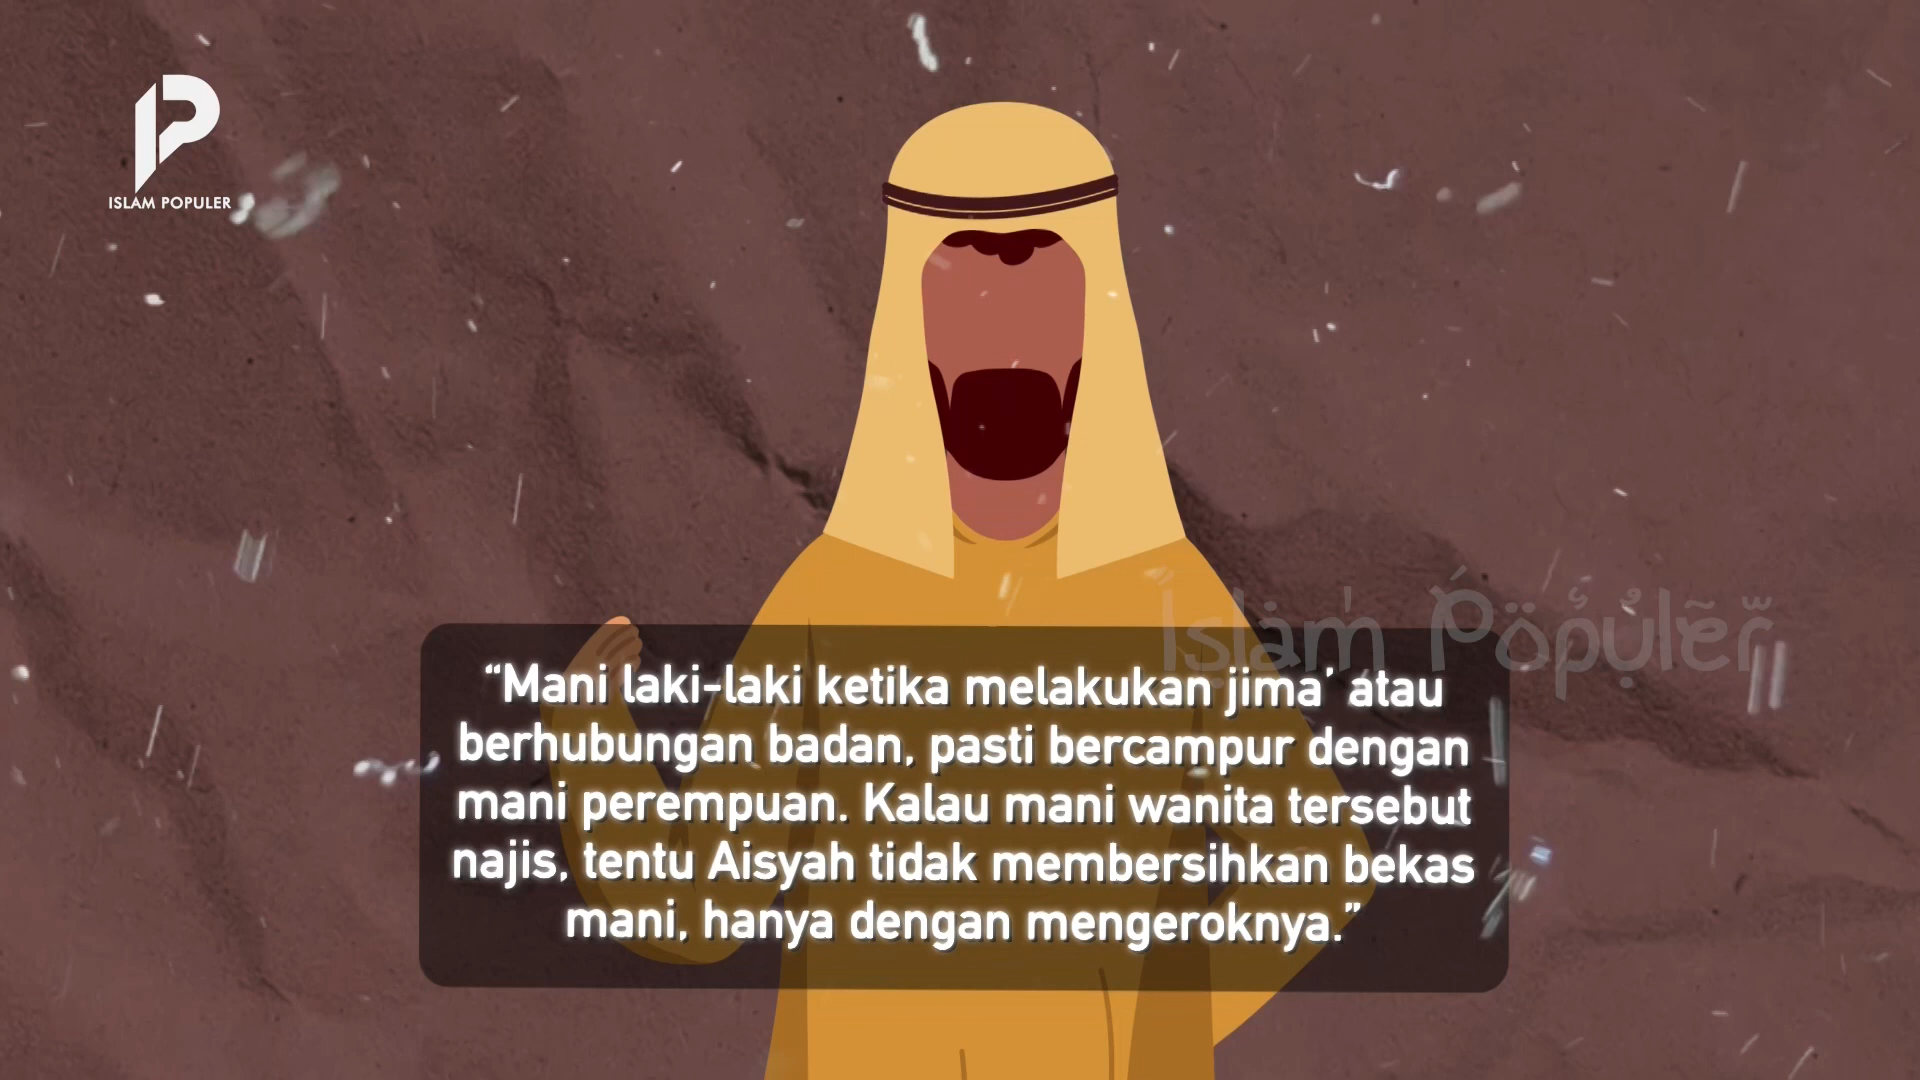 ISLAM POPULER
Islam Populer
“Mani laki-laki ketika melakukan jima’ atau
berhubungan badan, pasti bercampur dengan
mani perempuan. Kalau mani wanita tersebut
najis, tentu Aisyah tidak membersihkan bekas
mani, hanya dengan mengeroknya.”